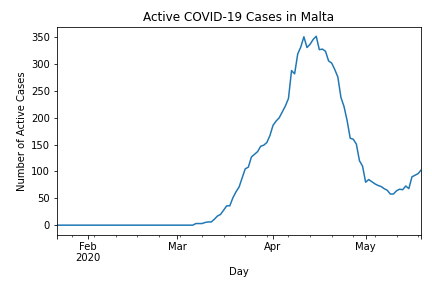 Active COVID-19 Cases in Malta
Number of Active Cases
350
300
250
200
150
100
50
0
Feb
2020
Mar
Apr
May
Day